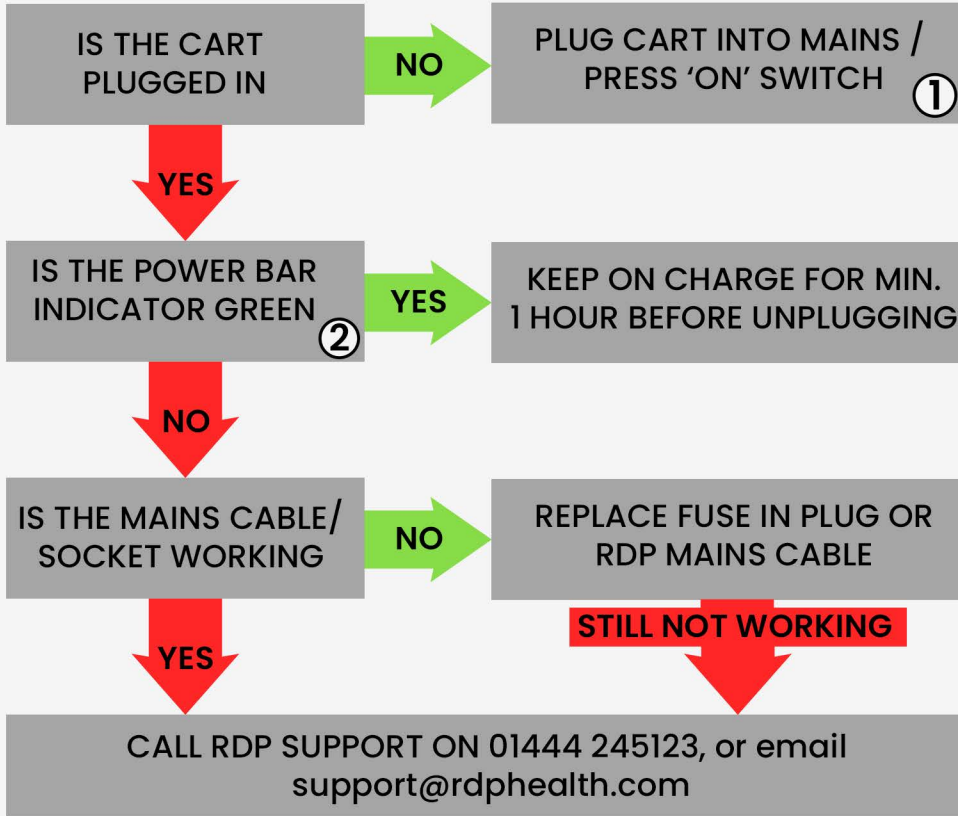 IS THE CART
PLUGGED IN
NO
PLUG CART INTO MAINS /
PRESS ‘ON’ SWITCH
1
YES
IS THE POWER BAR
INDICATOR GREEN
2
YES
KEEP ON CHARGE FOR MIN.
1 HOUR BEFORE UNPLUGGING
NO
IS THE MAINS CABLE/
SOCKET WORKING
NO
REPLACE FUSE IN PLUG OR
RDP MAINS CABLE
YES
STILL NOT WORKING
CALL RDP SUPPORT ON 01444 245123, or email
support@rdphealth.com